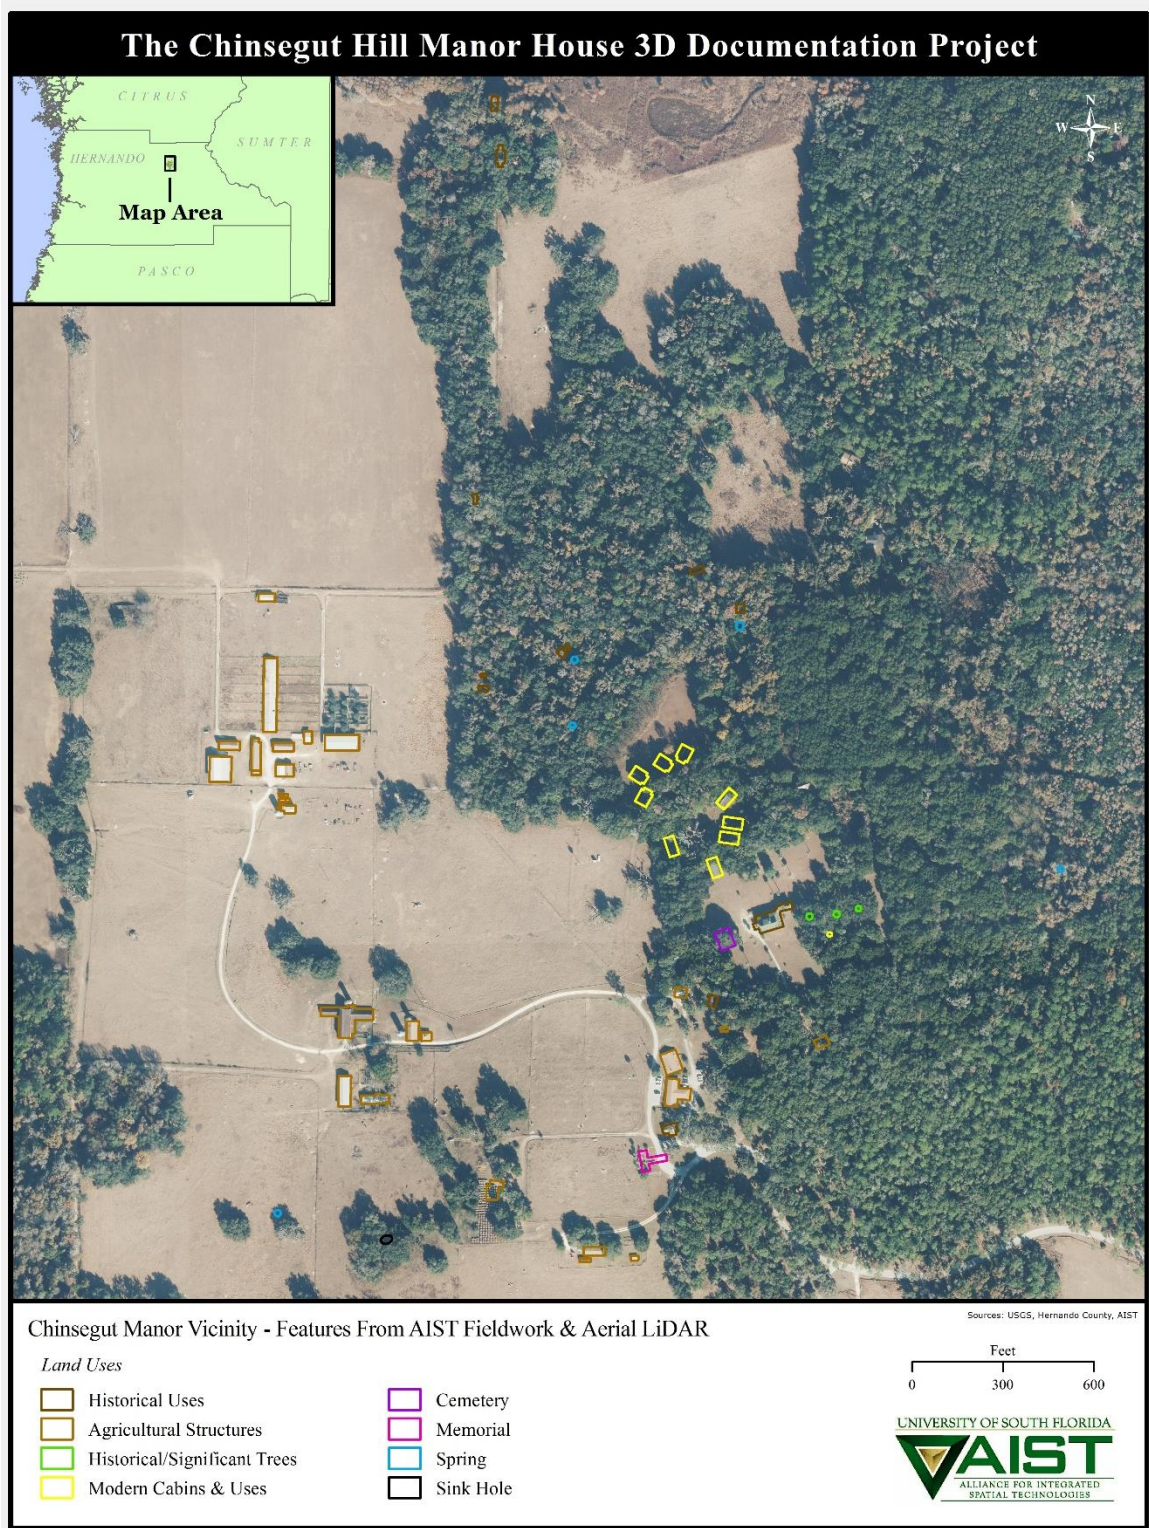 The Chinsegut Hill Manor House 3D Documentation Project
CITRUS
SUMTER
HERNANDO
Map Area
PASCO
N
W E
S
Sources: USGS, Hernando County, AIST
Chinsegut Manor Vicinity - Features From AIST Fieldwork & Aerial LiDAR
Land Uses
Historical Uses
Agricultural Structures
Historical/Significant Trees
Modern Cabins & Uses
Cemetery
Memorial
Spring
Sink Hole
Feet
0 300 600
UNIVERSITY OF SOUTH FLORIDA
AIST
ALLIANCE FOR INTEGRATED
SPATIAL TECHNOLOGIES